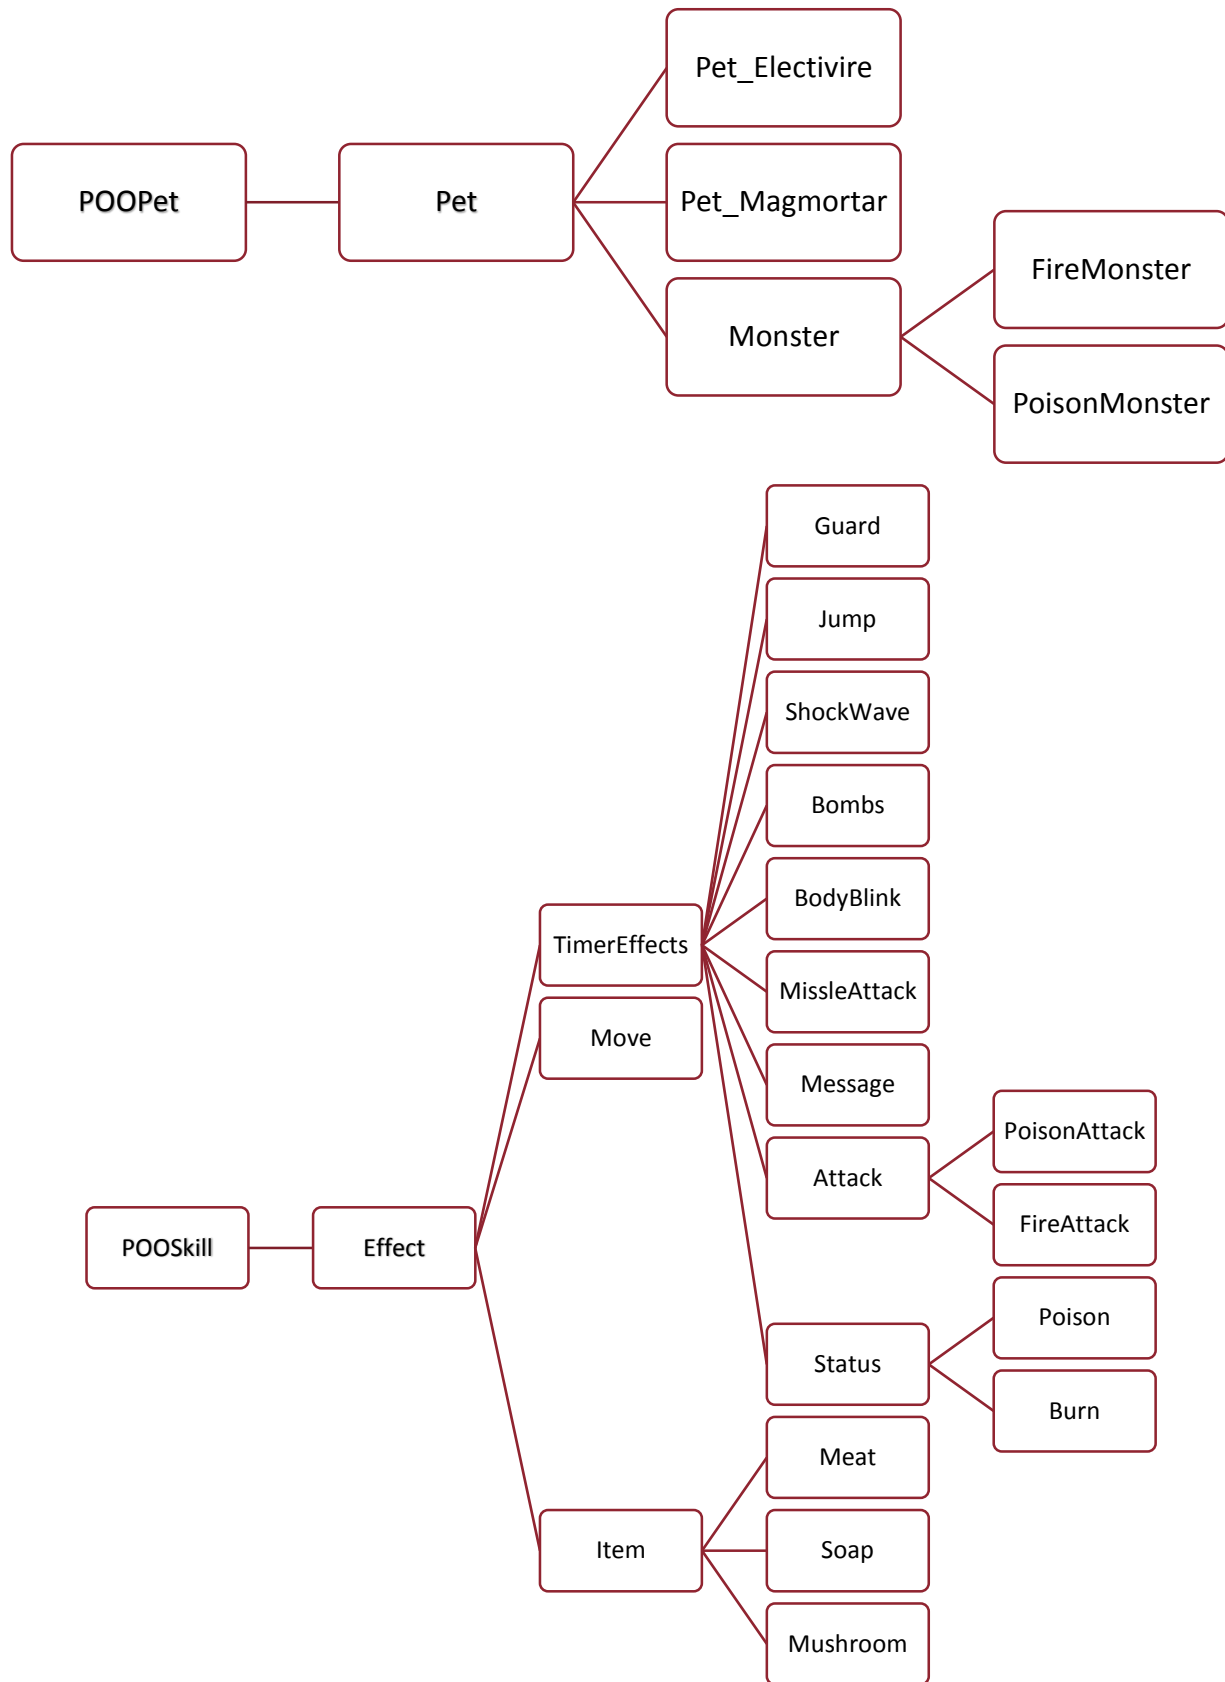 POOPet
Pet
Pet_Electivire
Pet_Magmortar
Monster
FireMonster
PoisonMonster
POOSkill
Effect
TimerEffects
Guard
Jump
ShockWave
Bombs
BodyBlink
MissleAttack
Message
Attack
PoisonAttack
FireAttack
Status
Poison
Burn
Move
Item
Meat
Soap
Mushroom